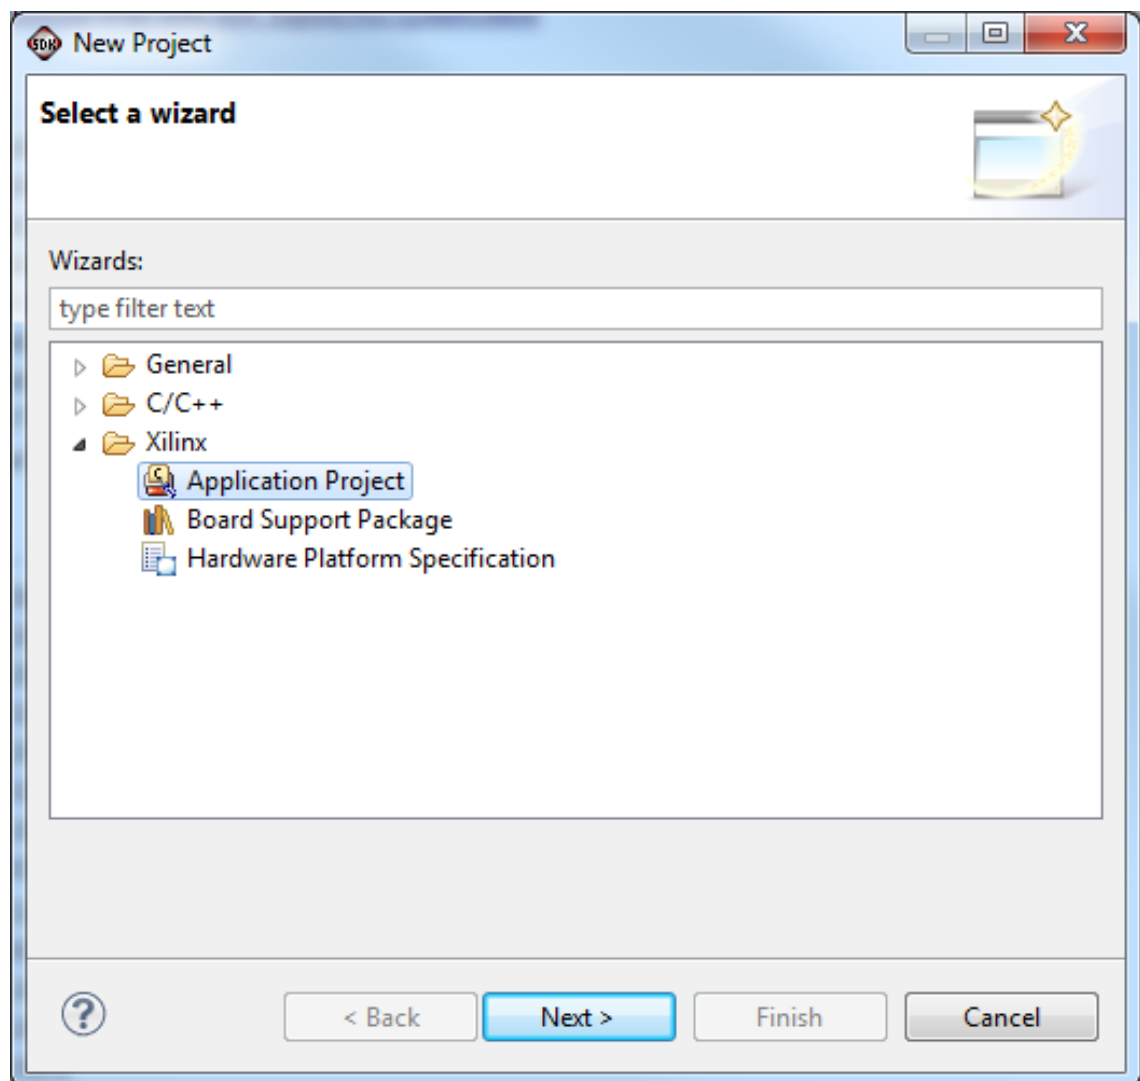 SDK New Project
Select a wizard
Wizards:
type filter text
General
C/C++
Xilinx
Application Project
Board Support Package
Hardware Platform Specification
? < Back Next > Finish Cancel